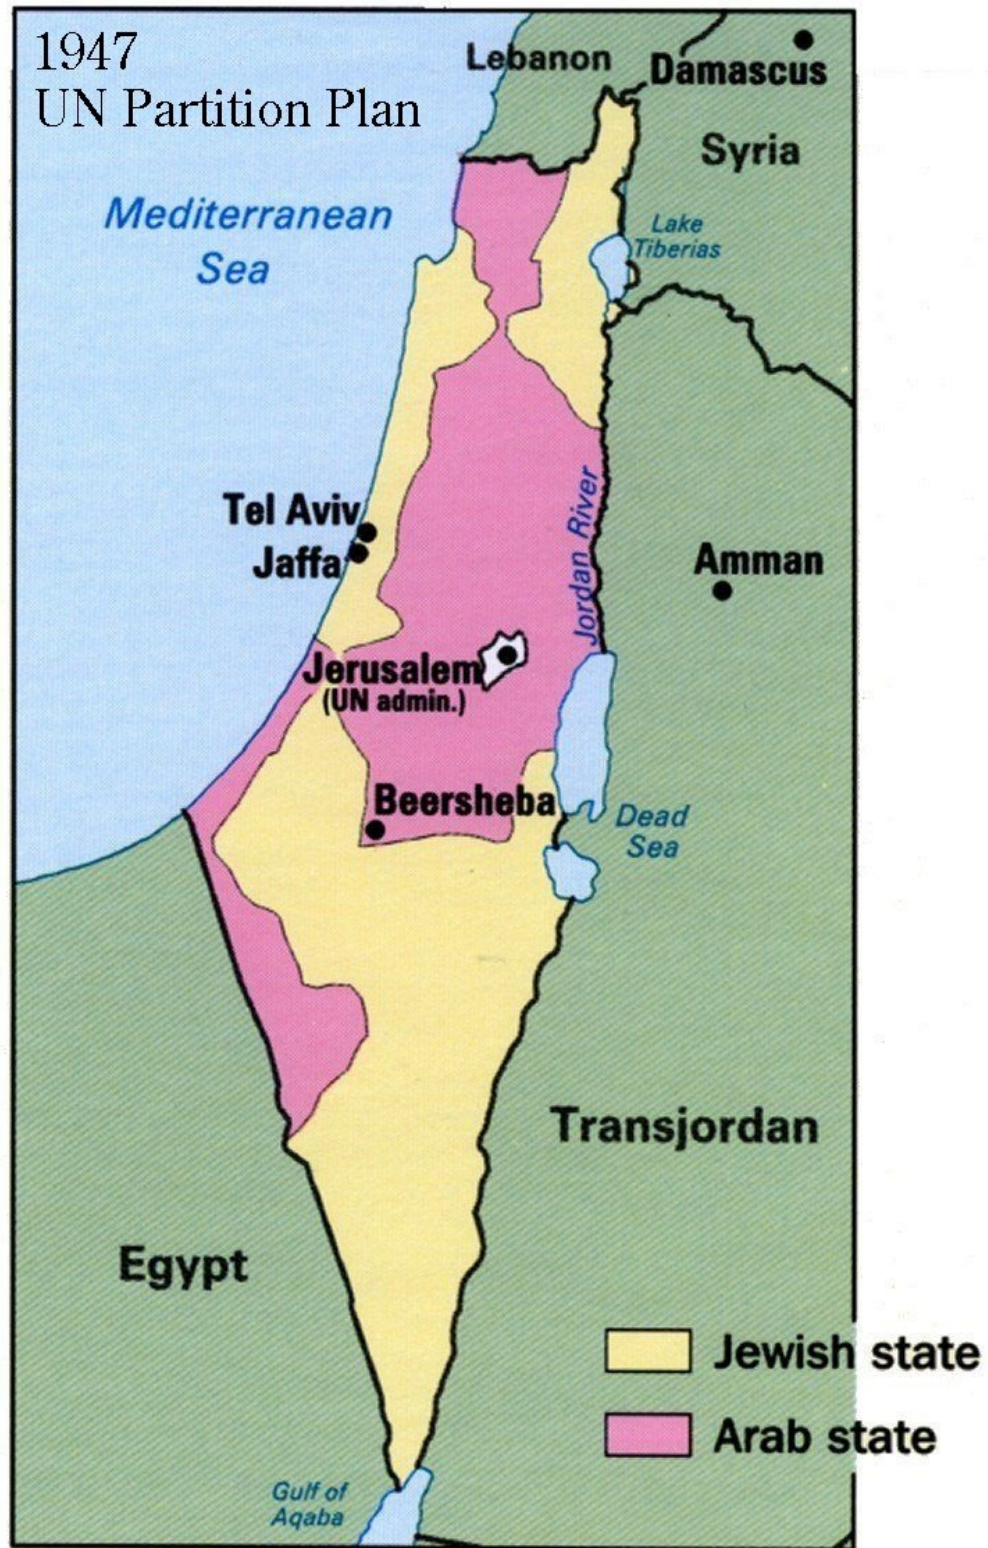 1947
UN Partition Plan
Lebanon
Damascus
Syria
Mediterranean
Sea
Lake
Tiberias
Tel Aviv
Jaffa
Jordan River
Amman
Jerusalem
(UN admin.)
Beersheba
Dead
Sea
Transjordan
Egypt
Jewish state
Arab state
Gulf of
Aqaba